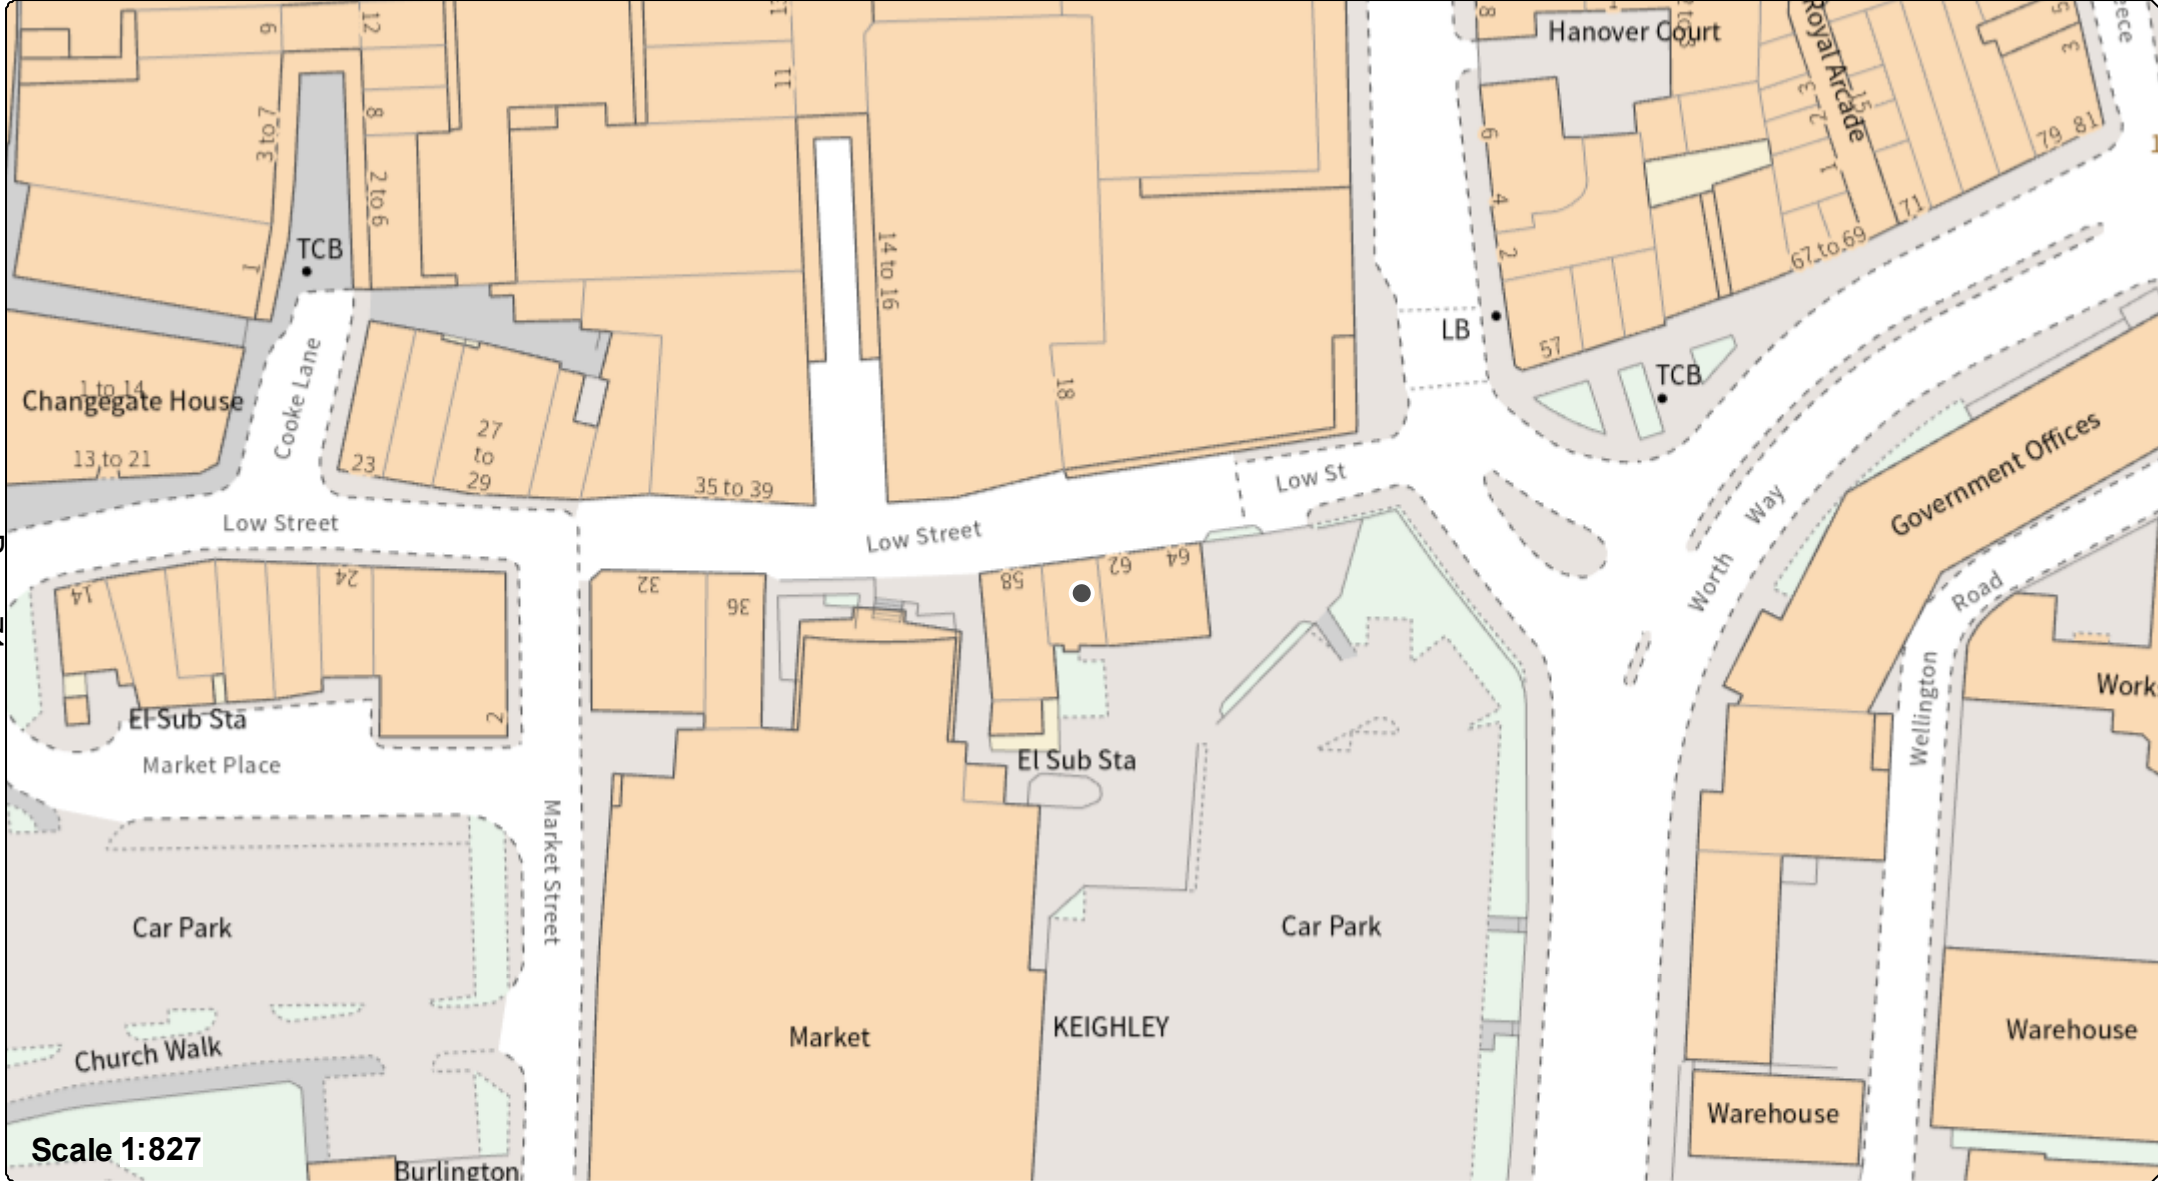 9
12
11
8
Hanover Court
Royal Arcade
3 to 7
8
2 to 6
6
4
2
3
2
1
15
3
79
81
71
67 to 69
TCB
1
14 to 16
LB
57
TCB
18
1 to 14
Changegate House
13 to 21
Cooke Lane
23
27
to
29
35 to 39
Low Street
Low Street
Low St
Worth Way
Government Offices
Wellington Road
14
24
2
32
36
58
62
64
El Sub Sta
Market Place
Market Street
El Sub Sta
Work
Car Park
Car Park
Church Walk
Market
KEIGHLEY
Warehouse
Warehouse
Burlington
Scale 1:827